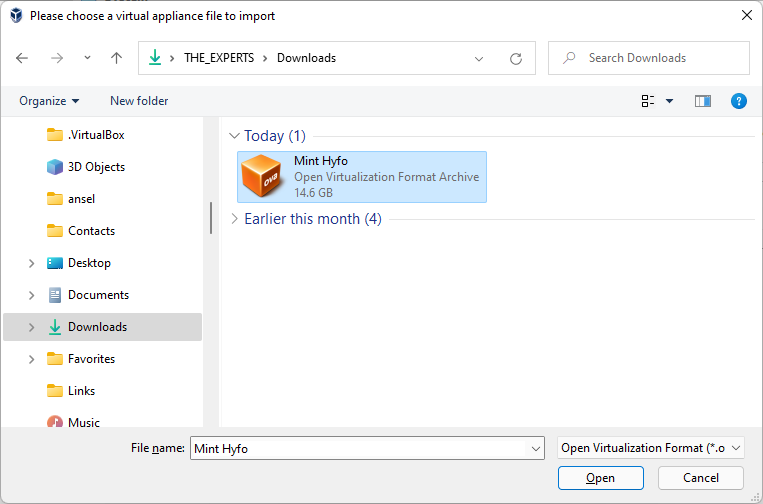 Please choose a virtual appliance file to import
THE_EXPERTS
Downloads
Search Downloads
Organize
New folder
.VirtualBox
3D Objects
ansel
Contacts
Desktop
Documents
Downloads
Favorites
Links
Music
Today (1)
ova
Mint Hyfo
Open Virtualization Format Archive
14.6 GB
Earlier this month (4)
File name:
Mint Hyfo
Open Virtualization Format (*.o
Open
Cancel